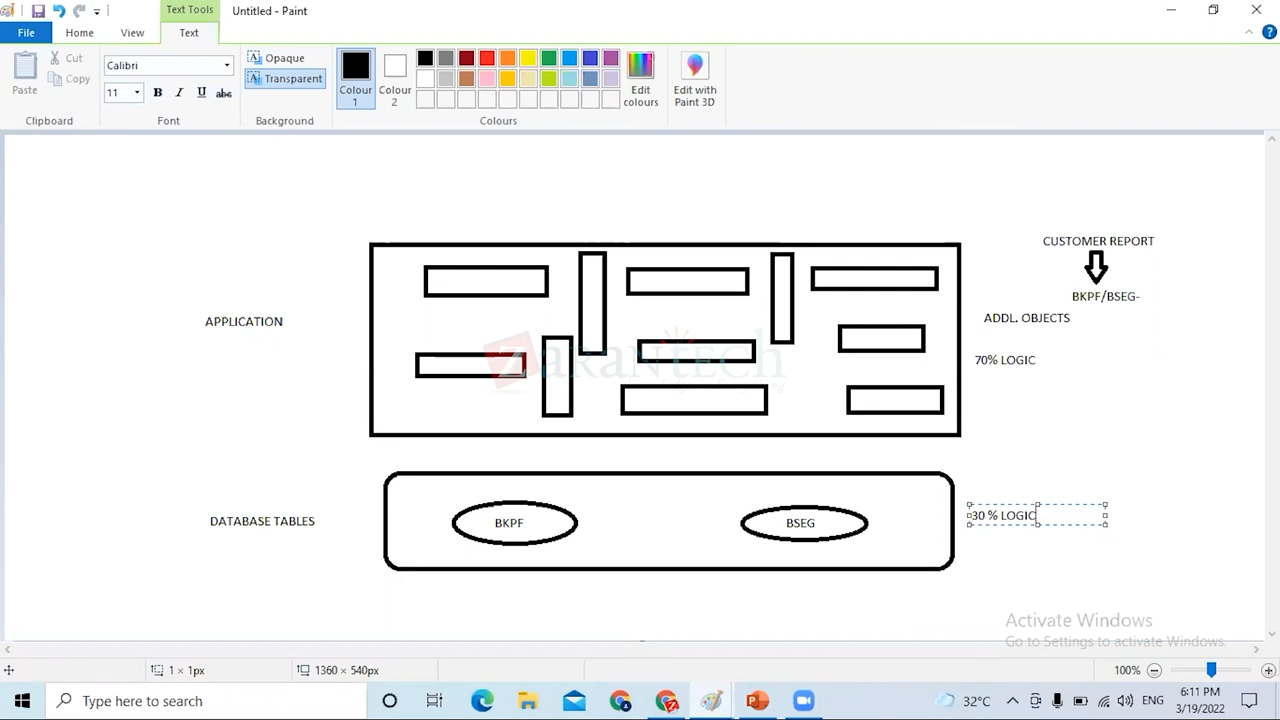 Text Tools
Untitled - Paint
File
Home
View
Text
Paste
Cut
Copy
Clipboard
Calibri
11
B I U abc
Font
Opaque
Transparent
Background
Colour
1
Colour
2
Edit
colours
Colours
Edit with
Paint 3D
CUSTOMER REPORT
BKPF/BSEG-
ADDL. OBJECTS
APPLICATION
70% LOGIC
ZARANTECH
DATABASE TABLES
BKPF
BSEG
30 % LOGIC
Activate Windows
Go to Settings to activate Windows.
1 × 1px
1360 × 540px
100%
Type here to search
32°C
ENG
6:11 PM
3/19/2022